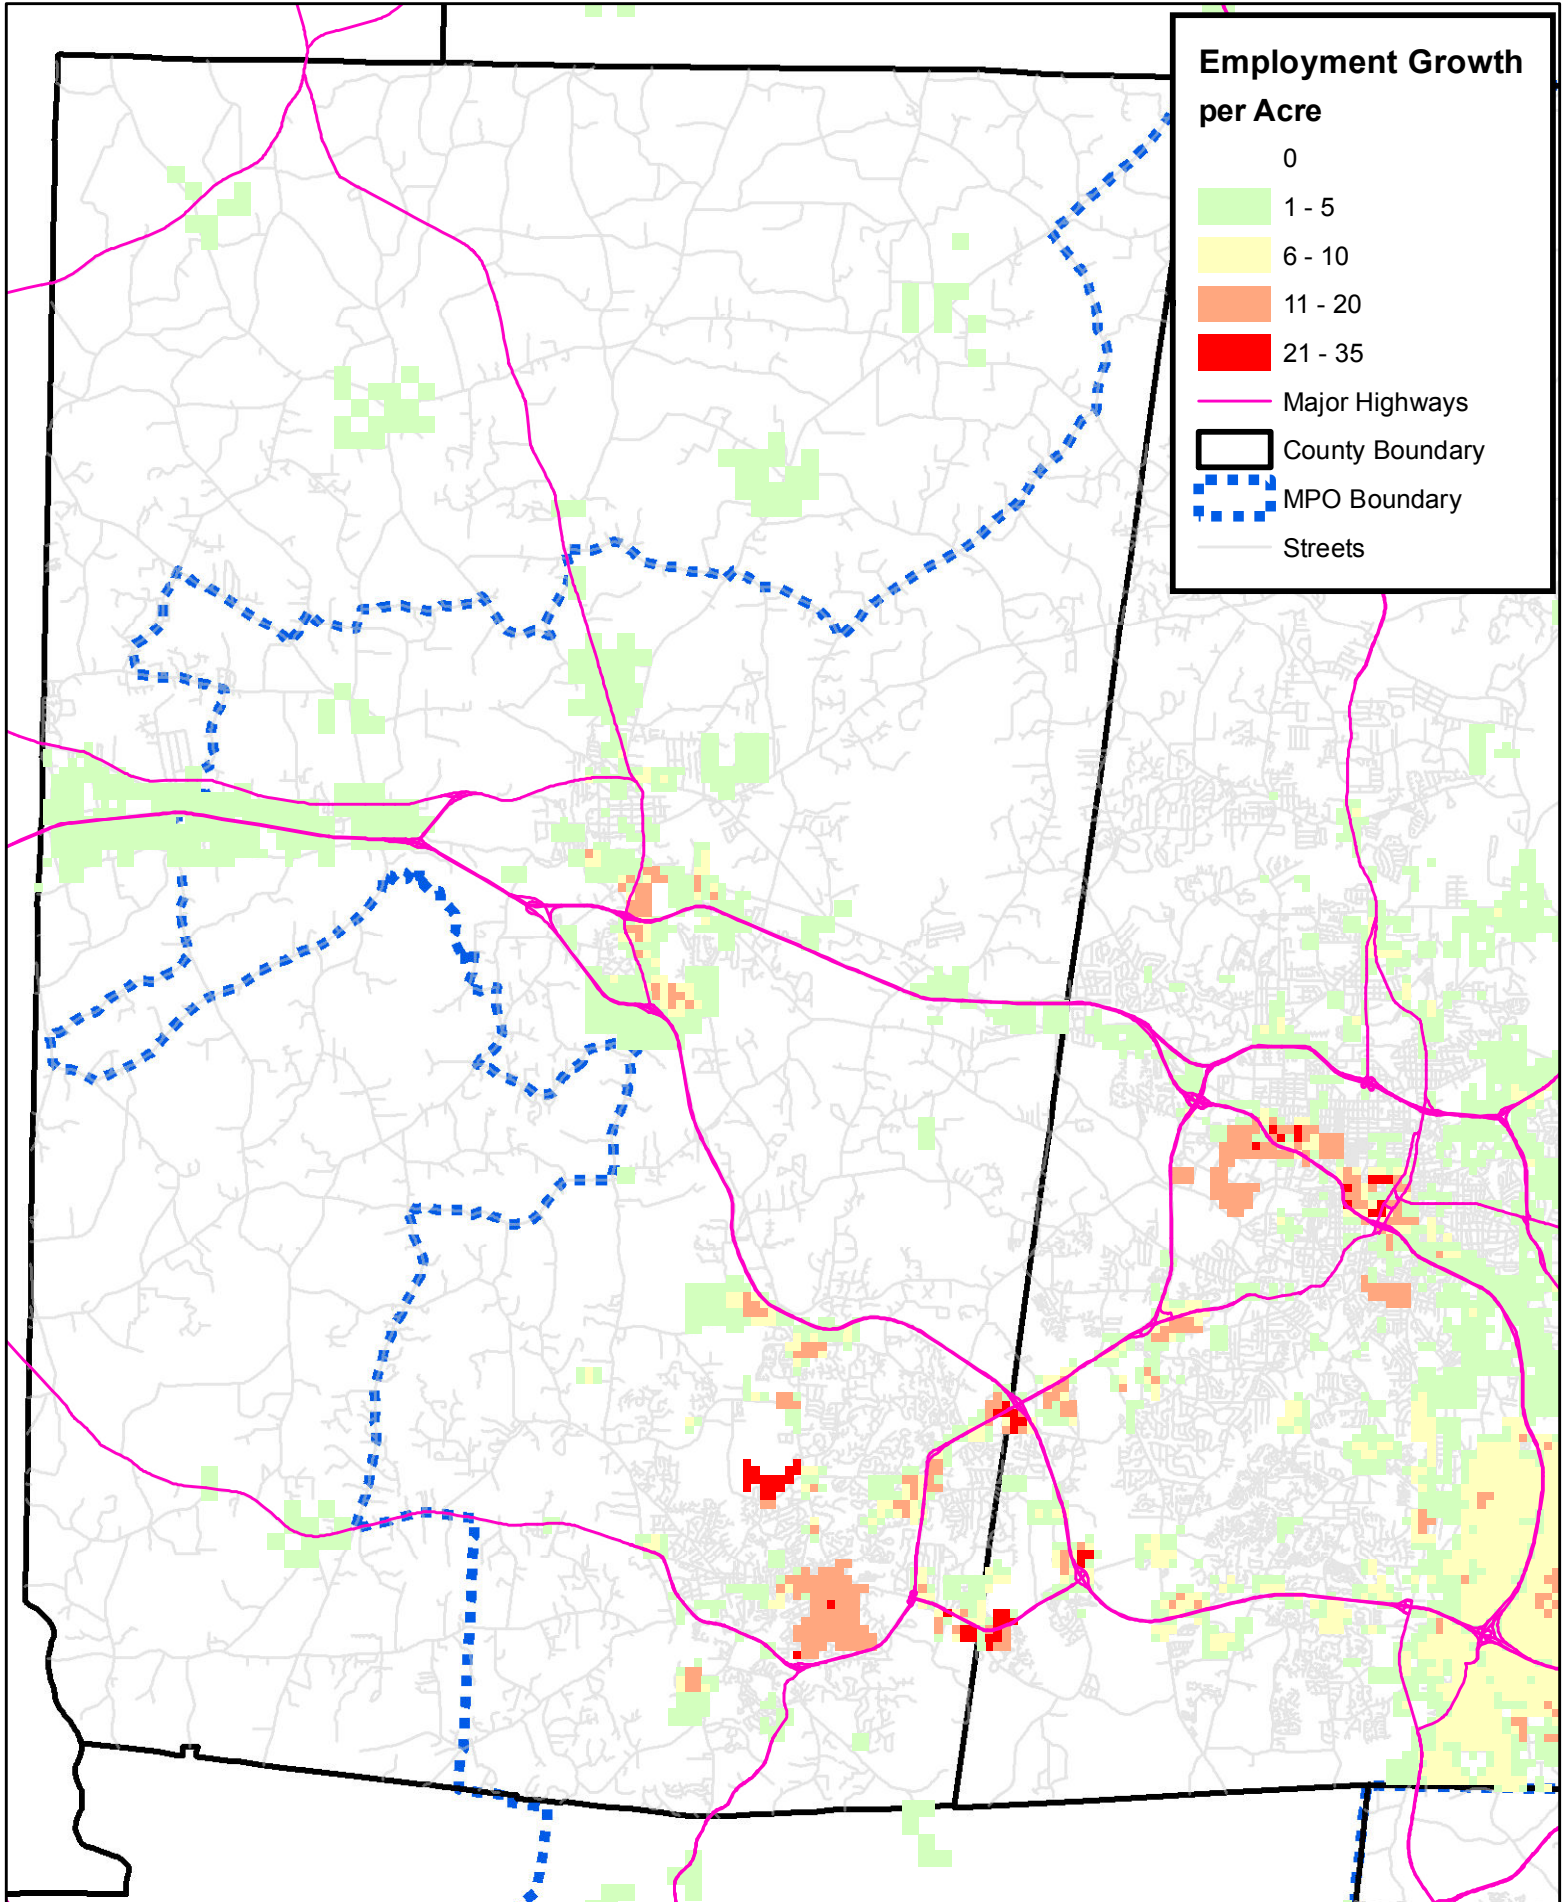 Employment Growth
per Acre
0
1 - 5
6 - 10
11 - 20
21 - 35
Major Highways
County Boundary
MPO Boundary
Streets